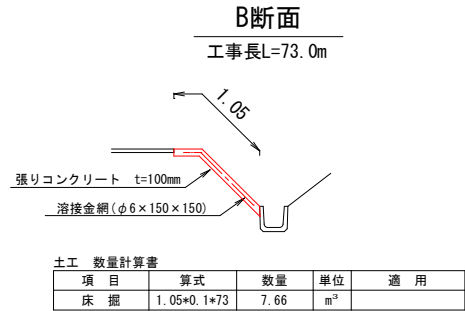 B断面
工事長L=73.0m
1.05
張りコンクリート t=100mm
溶接金網(φ6×150×150)
土工 数量計算書
項 目 算式 数量 単位 適 用
床 掘 1.05*0.1*73 7.66 m³